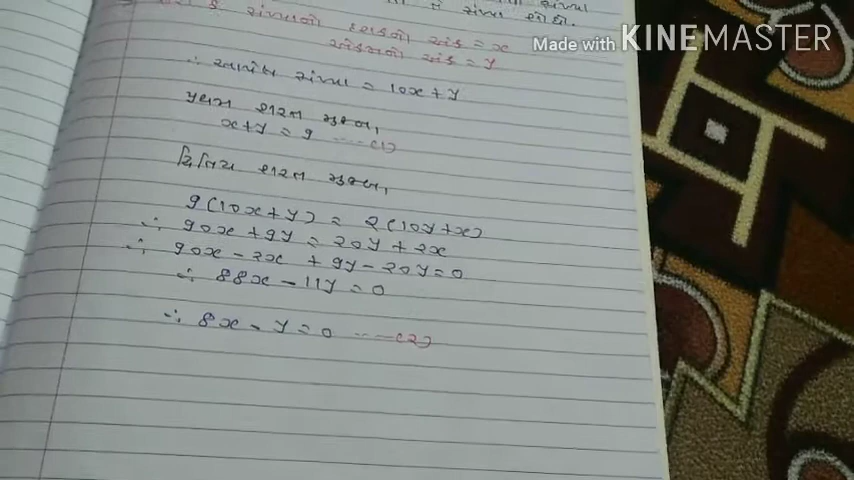 સંખ્યા
તે સંખ્યા શોધો.
કે સંખ્યાનો દશકનો અંક = x
એકમનો અંક = y
Made with KINEMASTER
∴ આપેલ સંખ્યા = 10x + y
પ્રથમ શરત મુજબ,
x+y = 9 ----(1)
દ્વિતિય શરત મુજબ,
9(10x+y) = 2(10y+x)
∴ 90x + 9y = 20y + 2x
∴ 90x - 2x + 9y - 20y = 0
∴ 88x - 11y = 0
∴ 8x - y = 0 ----(2)